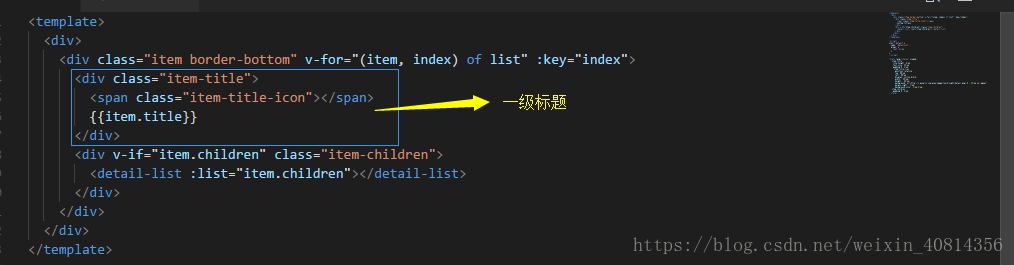 <template>
<div>
<div class="item border-bottom" v-for="(item, index) of list" :key="index">
<div class="item-title">
<span class="item-title-icon"></span>
{{item.title}}
</div>
一级标题
<div v-if="item.children" class="item-children">
<detail-list :list="item.children"></detail-list>
</div>
</div>
</div>
</template>
https://blog.csdn.net/weixin_40814356